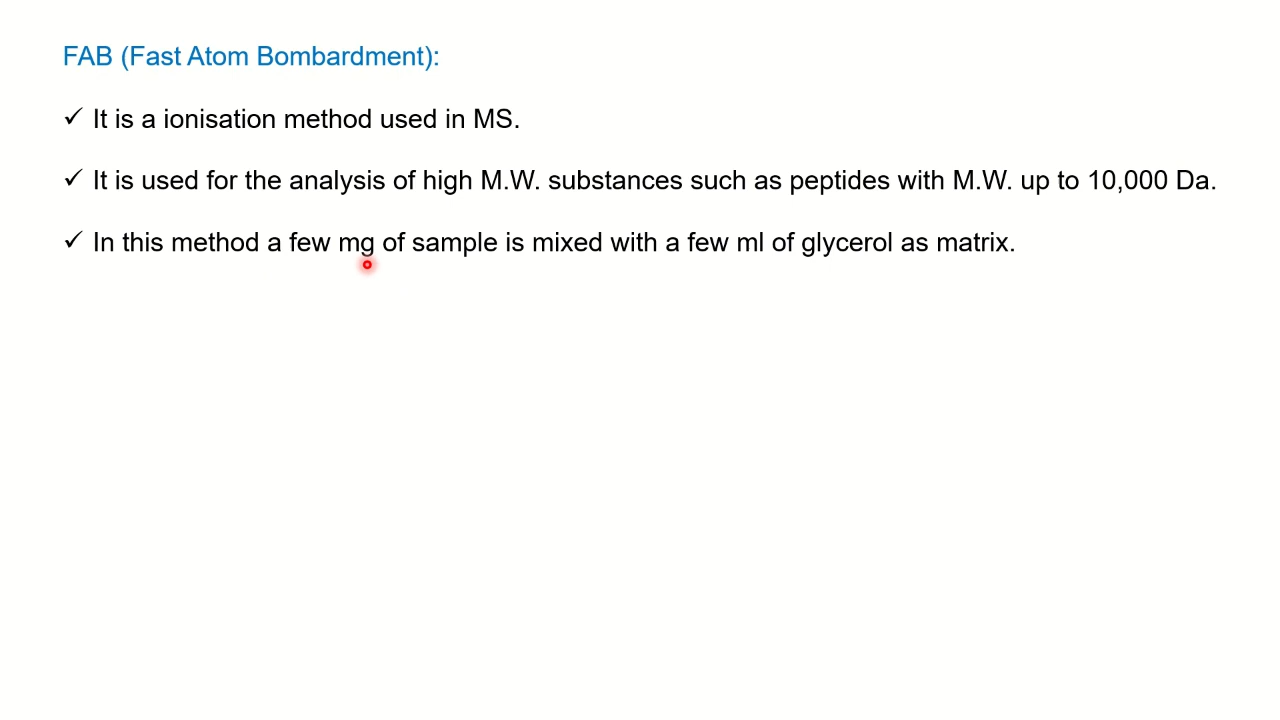 FAB (Fast Atom Bombardment):
✓ It is a ionisation method used in MS.
✓ It is used for the analysis of high M.W. substances such as peptides with M.W. up to 10,000 Da.
✓ In this method a few mg of sample is mixed with a few ml of glycerol as matrix.